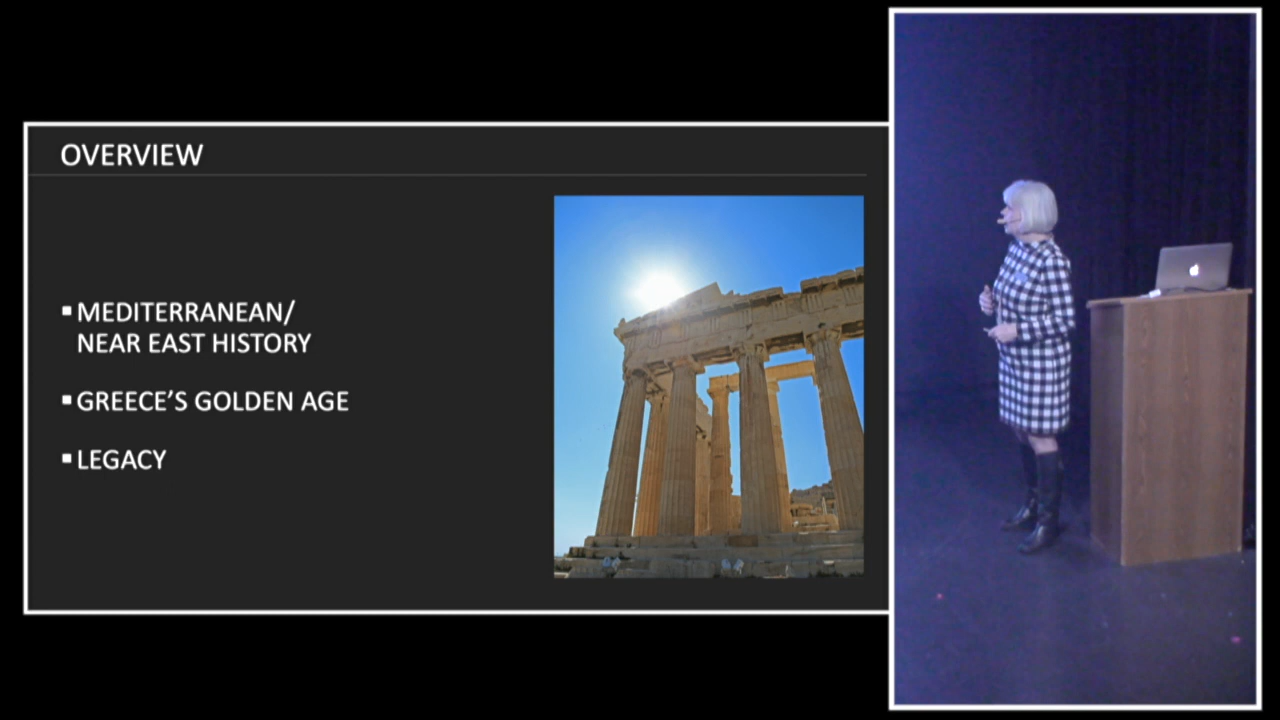 OVERVIEW
▪MEDITERRANEAN/
NEAR EAST HISTORY
▪GREECE'S GOLDEN AGE
▪LEGACY